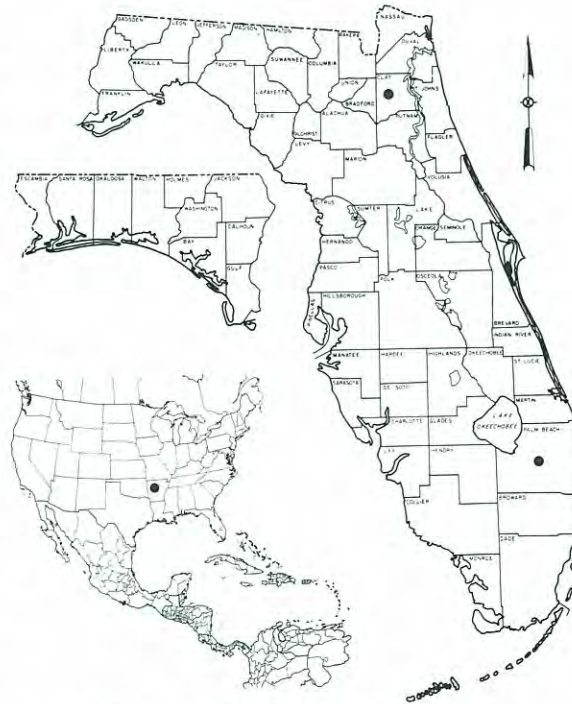 NASSAU
GADSDEN
LEON
JEFFERSON
MADISON
HAMILTON
BAKER
DUVAL
LIBERTY
WAKULLA
TAYLOR
SUWANNEE
COLUMBIA
UNION
CLAY
JOHNS
FRANKLIN
LAFAYETTE
BRADFORD
DIXIE
GILCHRIST
ALACHUA
PUTNAM
FLAGLER
LEVY
MARION
VOLUSIA
ESCAMBIA
SANTA ROSA
OKALOOSA
WALTON
HOLMES
JACKSON
WASHINGTON
BAY
CALHOUN
GULF
CITRUS
SUMTER
LAKE
ORANGE
SEMINOLE
HERNANDO
PASCO
POLK
OSCEOLA
PINELLAS
HILLSBOROUGH
BREVARD
INDIAN RIVER
MANATEE
HARDEE
HIGHLANDS
OKEECHOBEE
ST. LUCIE
SARASOTA
DE SOTO
MARTIN
CHARLOTTE
GLADES
LAKE
OKEECHOBEE
PALM BEACH
LEE
HENDRY
COLLIER
BROWARD
DADE
MONROE